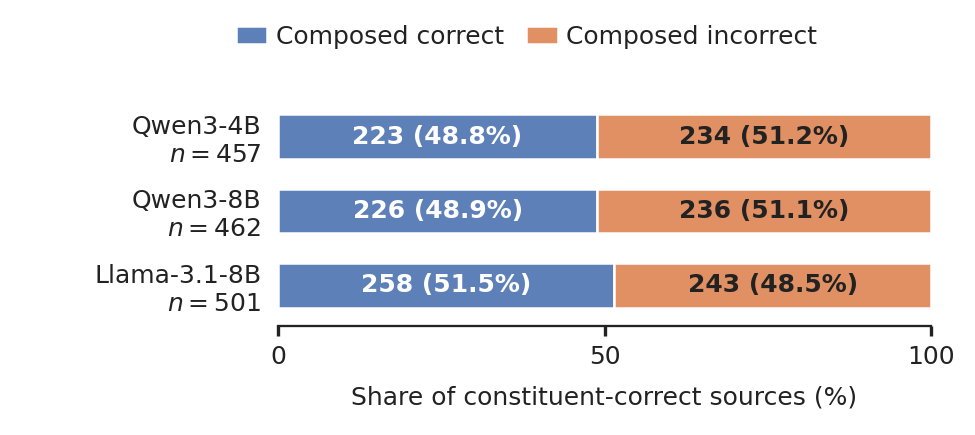 Composed correct Composed incorrect
Qwen3-4B
n = 457
223 (48.8%) 234 (51.2%)
Qwen3-8B
n = 462
226 (48.9%) 236 (51.1%)
Llama-3.1-8B
n = 501
258 (51.5%) 243 (48.5%)
0 50 100
Share of constituent-correct sources (%)